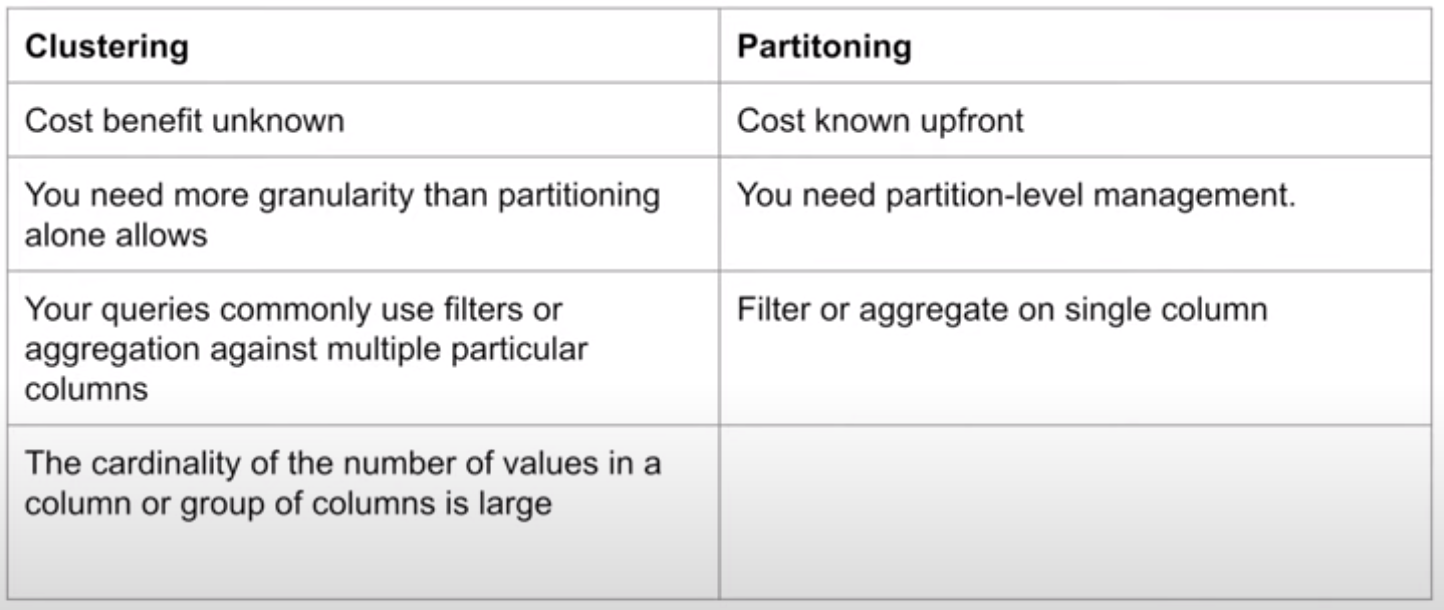 Clustering
Partitoning
Cost benefit unknown
Cost known upfront
You need more granularity than partitioning
alone allows
You need partition-level management.
Your queries commonly use filters or
aggregation against multiple particular
columns
Filter or aggregate on single column
The cardinality of the number of values in a
column or group of columns is large